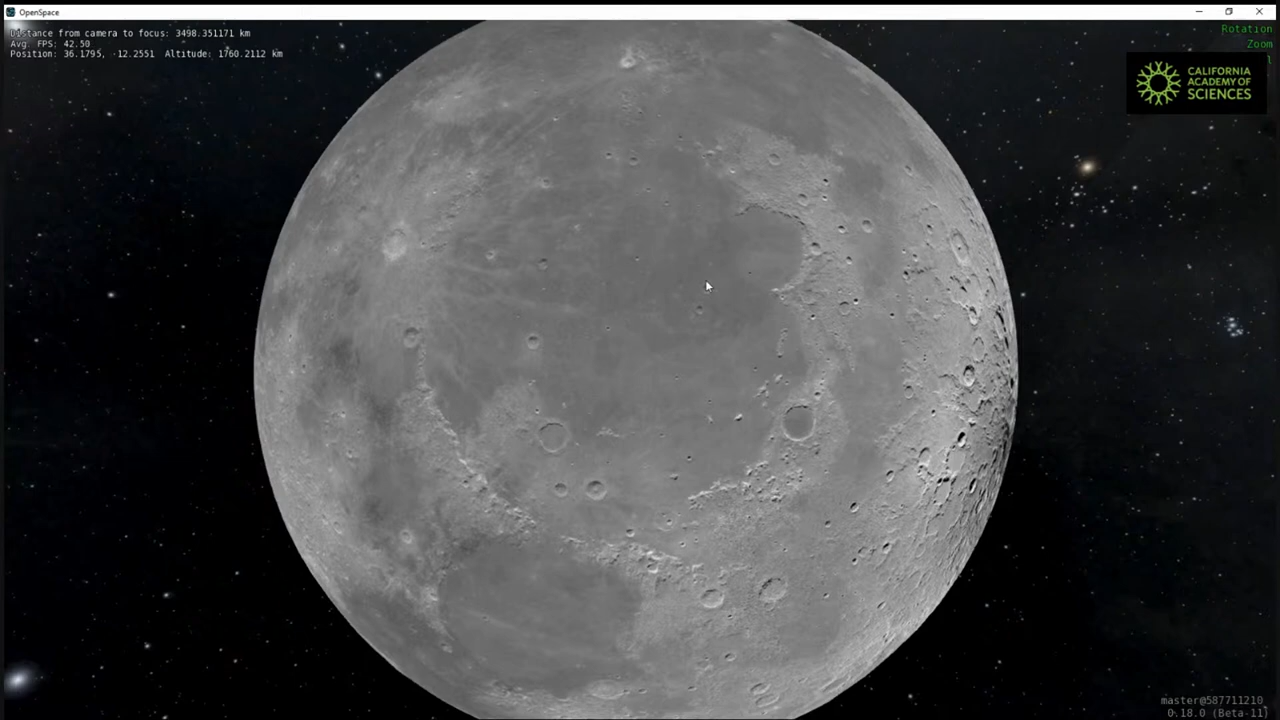 OpenSpace
Distance from camera to focus: 3498.351171 km
Avg. FPS: 42.50
Position: 36.1795, -12.2551 Altitude: 1760.2112 km
Rotation
Zoom
CALIFORNIA
ACADEMY OF
SCIENCES
master@587711210
0.18.0 (Beta-11)